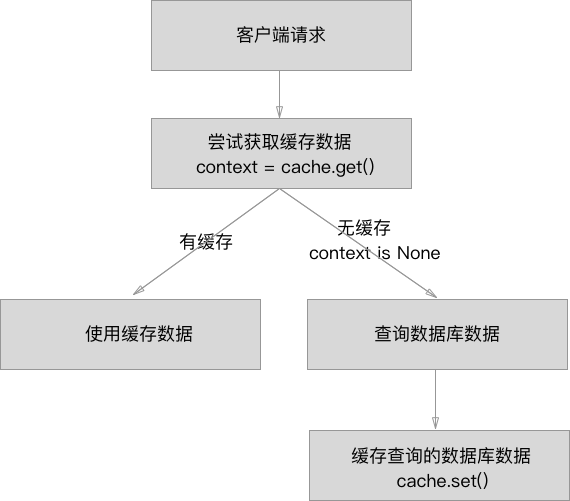 客户端请求
尝试获取缓存数据
context = cache.get()
有缓存
无缓存
context is None
使用缓存数据
查询数据库数据
缓存查询的数据库数据
cache.set()